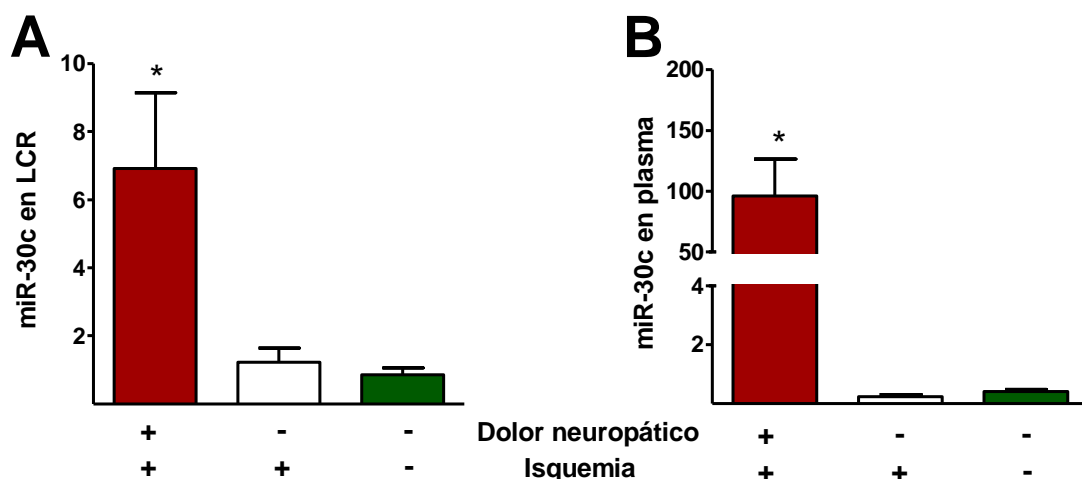 A
B
miR-30c en LCR
10
8
6
4
2
*
miR-30c en plasma
200
150
100
50
4
2
*
+ - - Dolor neuropático + - -
+ + - Isquemia + + -